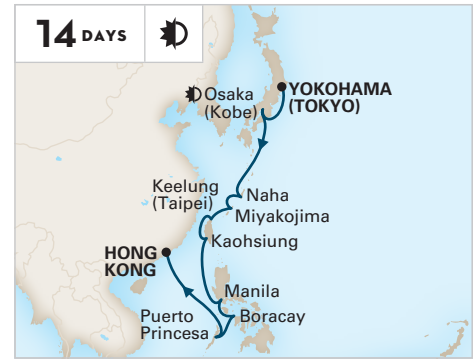 14 DAYS
Osaka
(Kobe)
YOKOHAMA
(TOKYO)
Keelung
(Taipei)
Naha
Miyakojima
Kaohsiung
HONG
KONG
Manila
Boracay
Puerto
Princesa